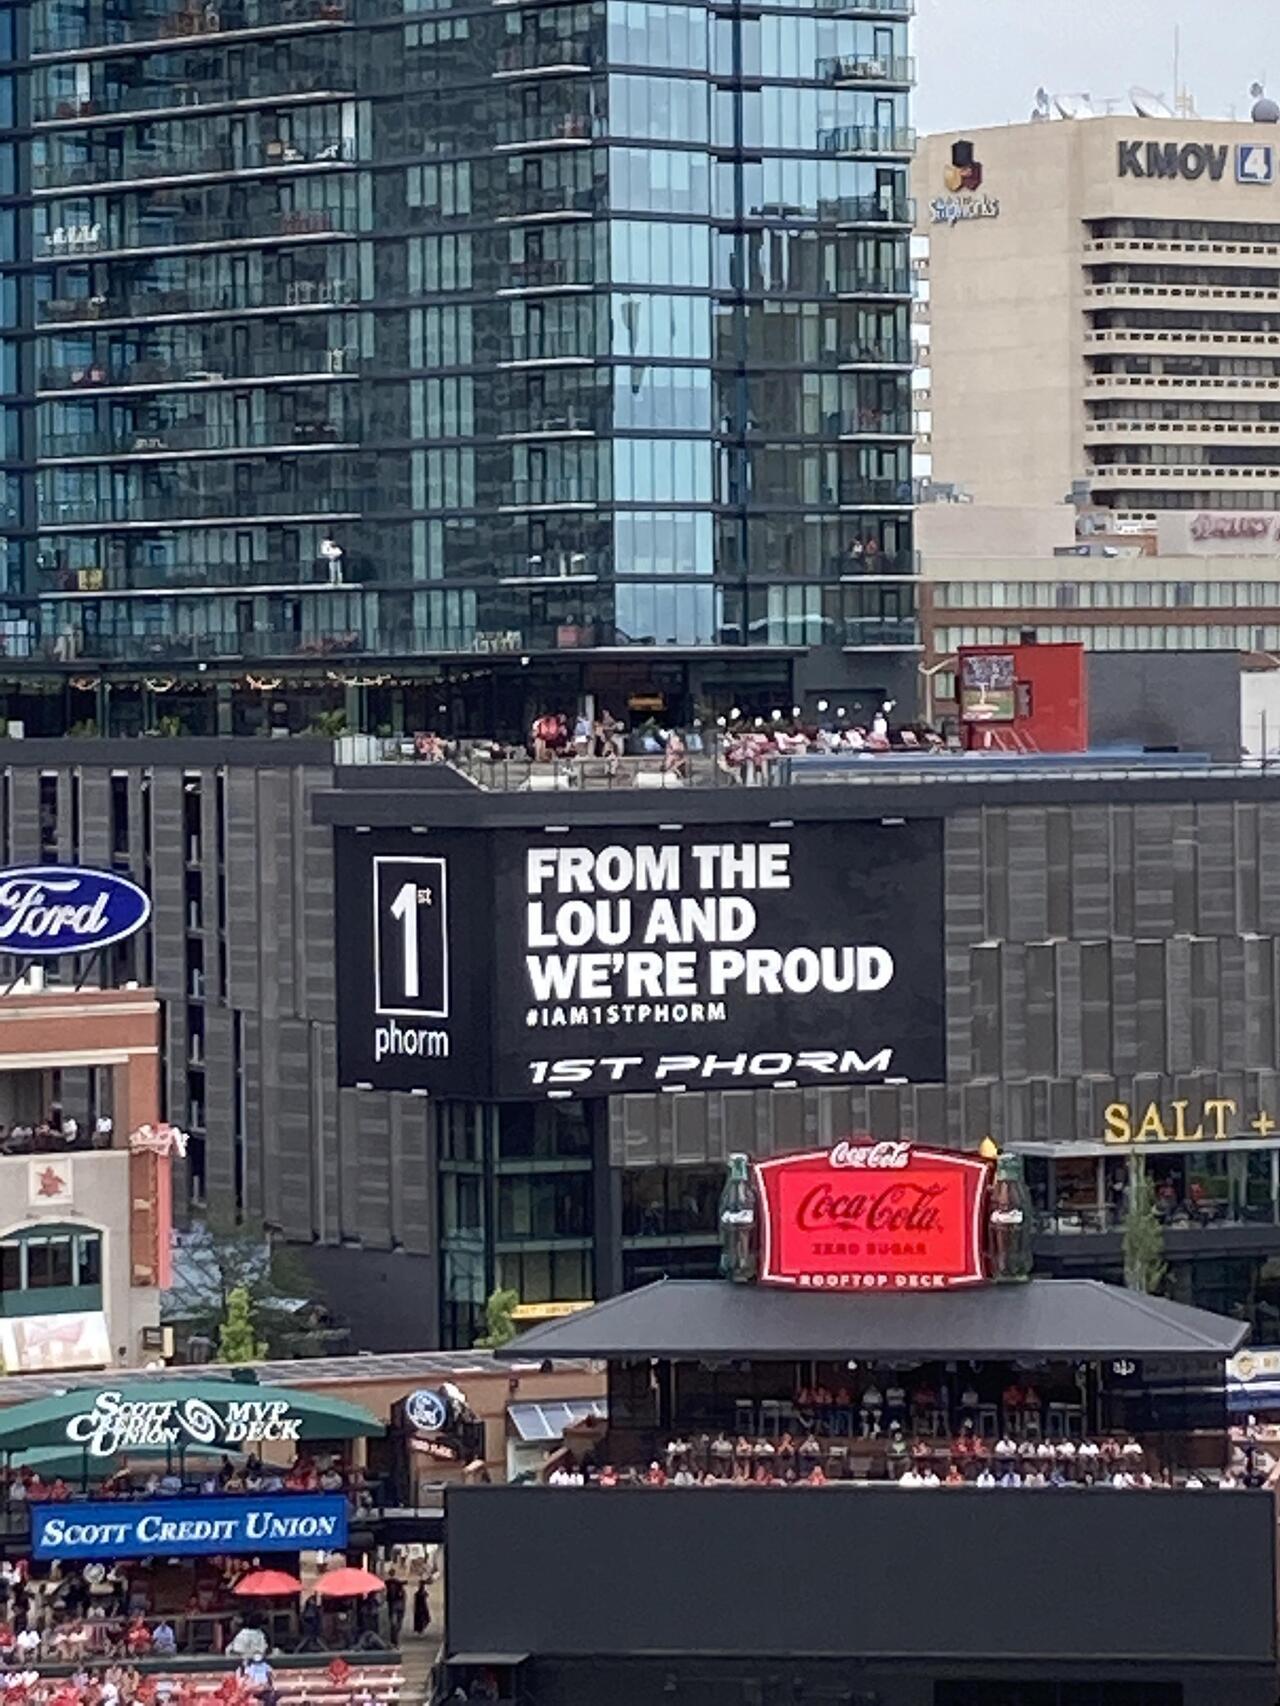 KMOV 4
Ford
1st
phorm
FROM THE
LOU AND
WE'RE PROUD
#IAM1STPHORM
1ST PHORM
SALT +
Coca-Cola
Coca-Cola
ZERO SUGAR
ROOFTOP DECK
SCOTT
CREDIT
UNION
MVP
DECK
Ford
SCOTT CREDIT UNION